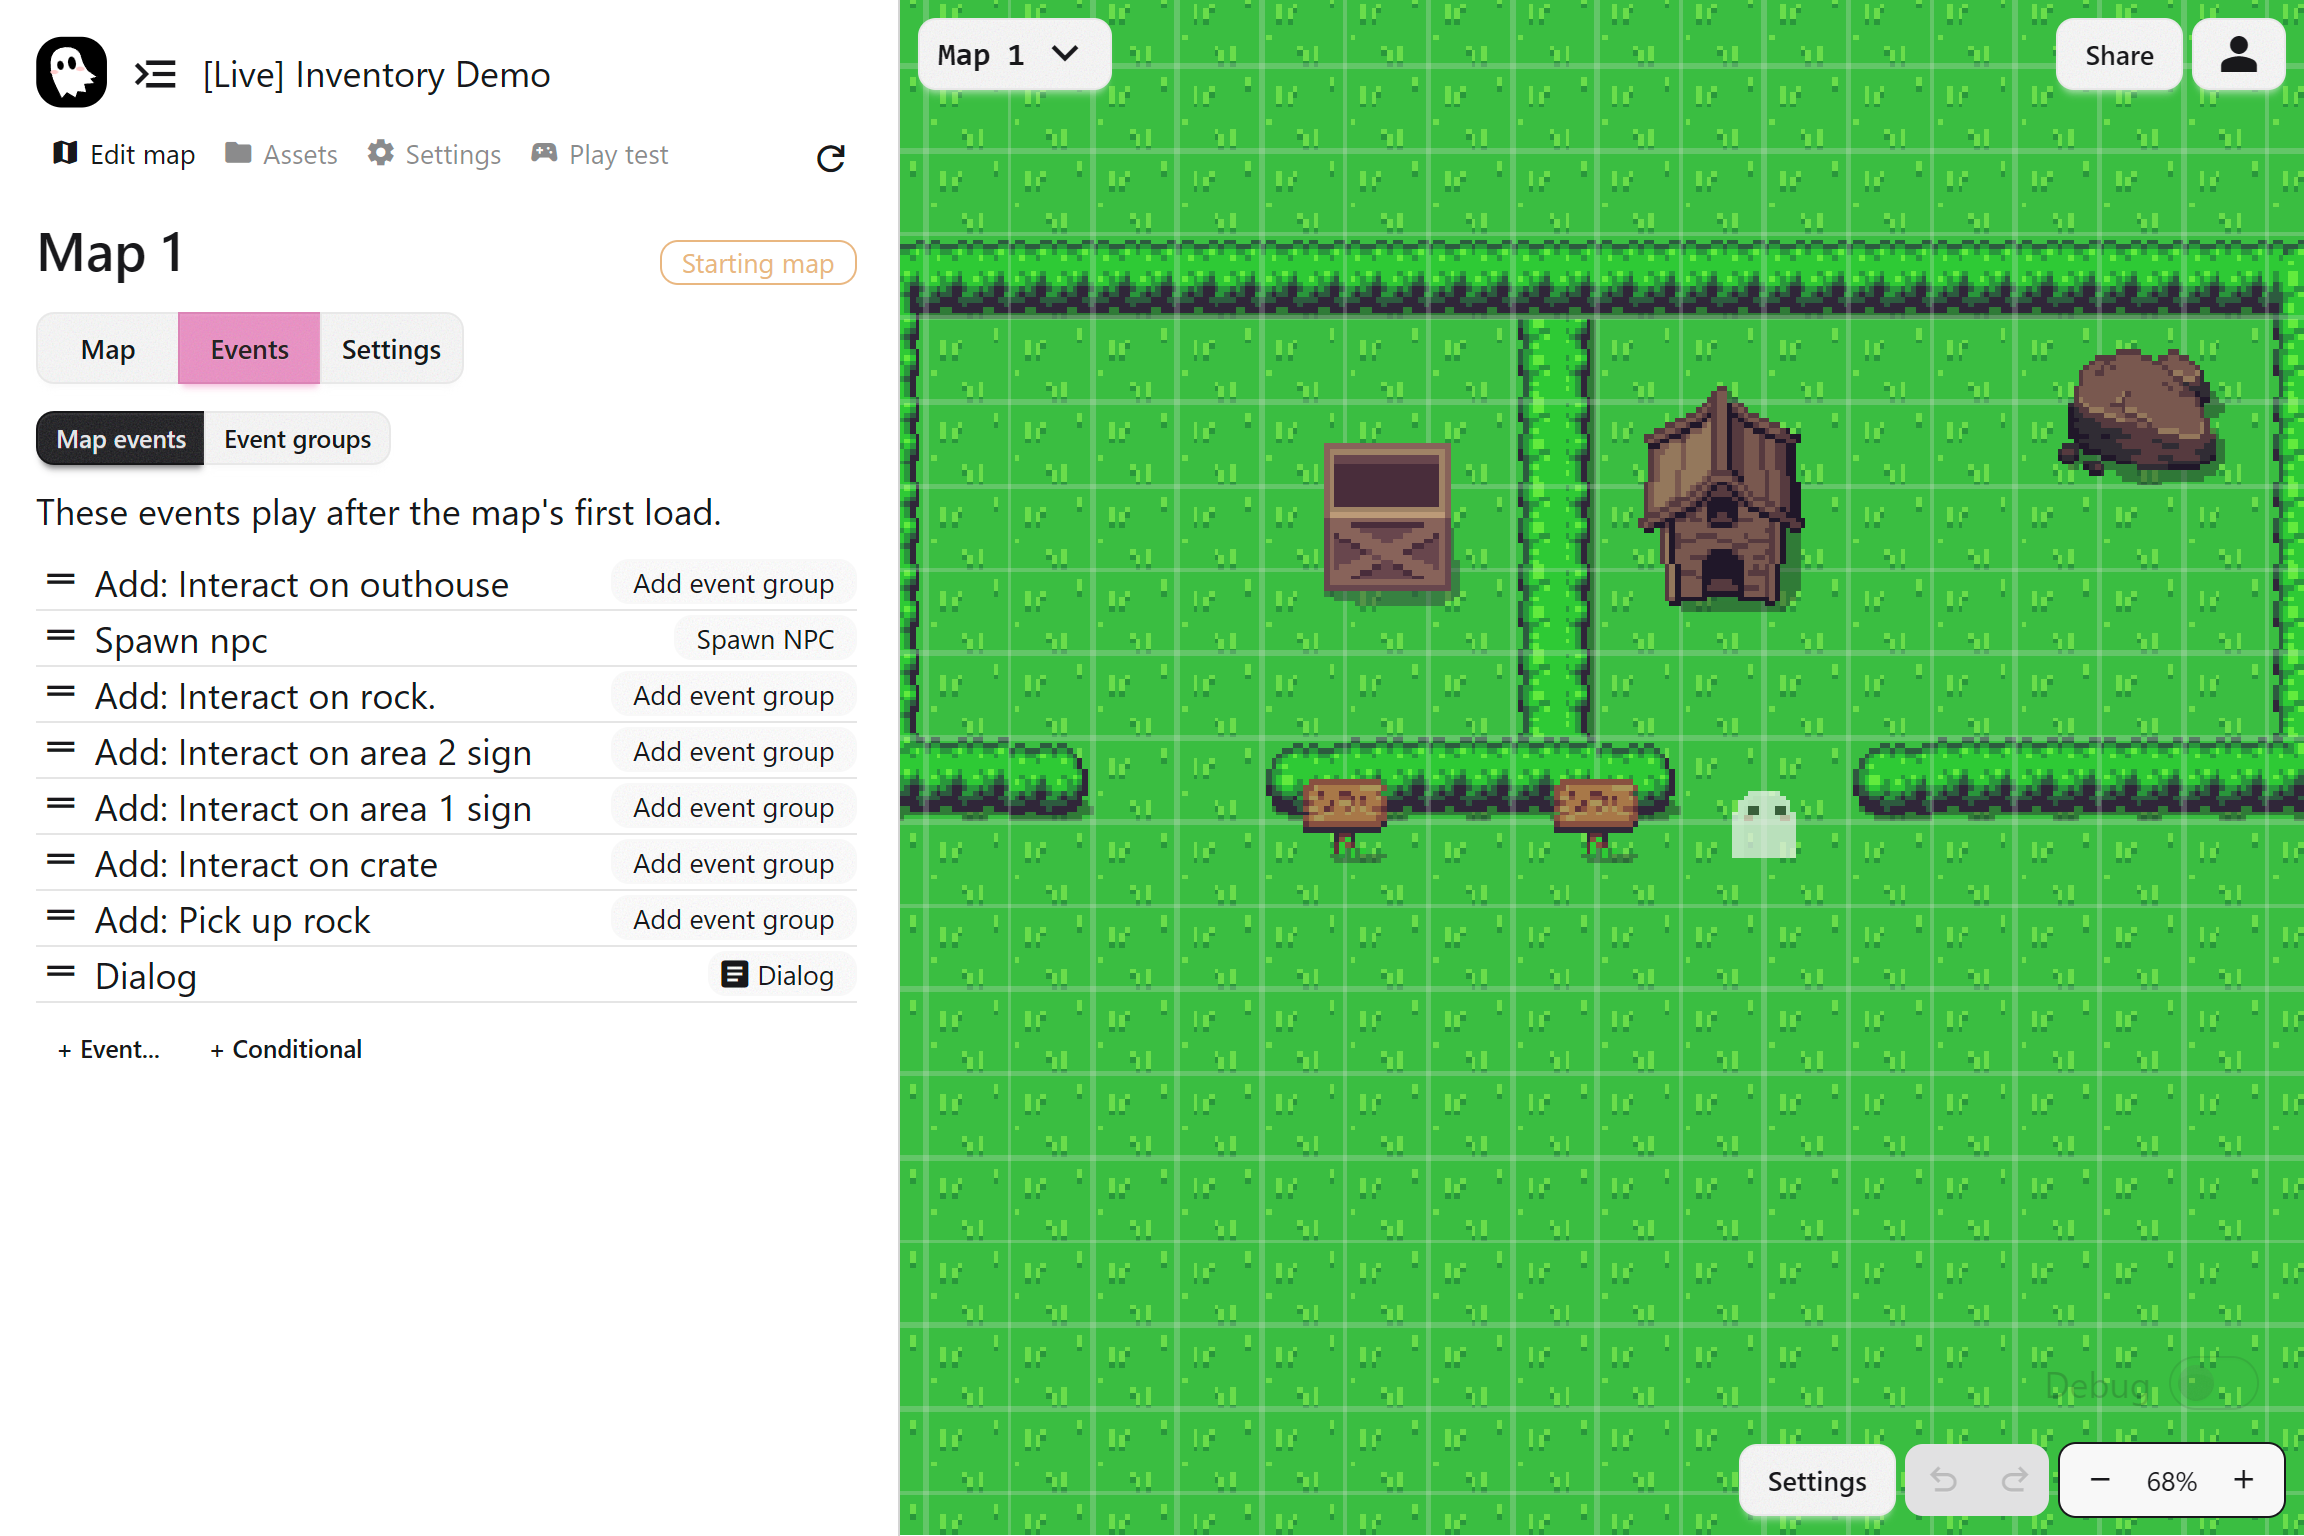 [Live] Inventory Demo
Edit map Assets Settings Play test
Map 1
Starting map
Map Events Settings
Map events Event groups
These events play after the map's first load.
Add: Interact on outhouse Add event group
Spawn npc Spawn NPC
Add: Interact on rock. Add event group
Add: Interact on area 2 sign Add event group
Add: Interact on area 1 sign Add event group
Add: Interact on crate Add event group
Add: Pick up rock Add event group
Dialog Dialog
+ Event... + Conditional
Map 1
Share
Debug
Settings
− 68% +